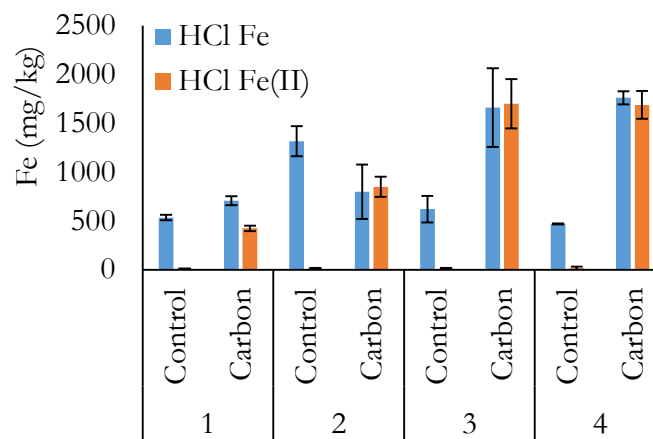 Fe (mg/kg)
2500
2000
1500
1000
500
0
HCl Fe
HCl Fe(II)
Control
Carbon
Control
Carbon
Control
Carbon
Control
Carbon
1
2
3
4